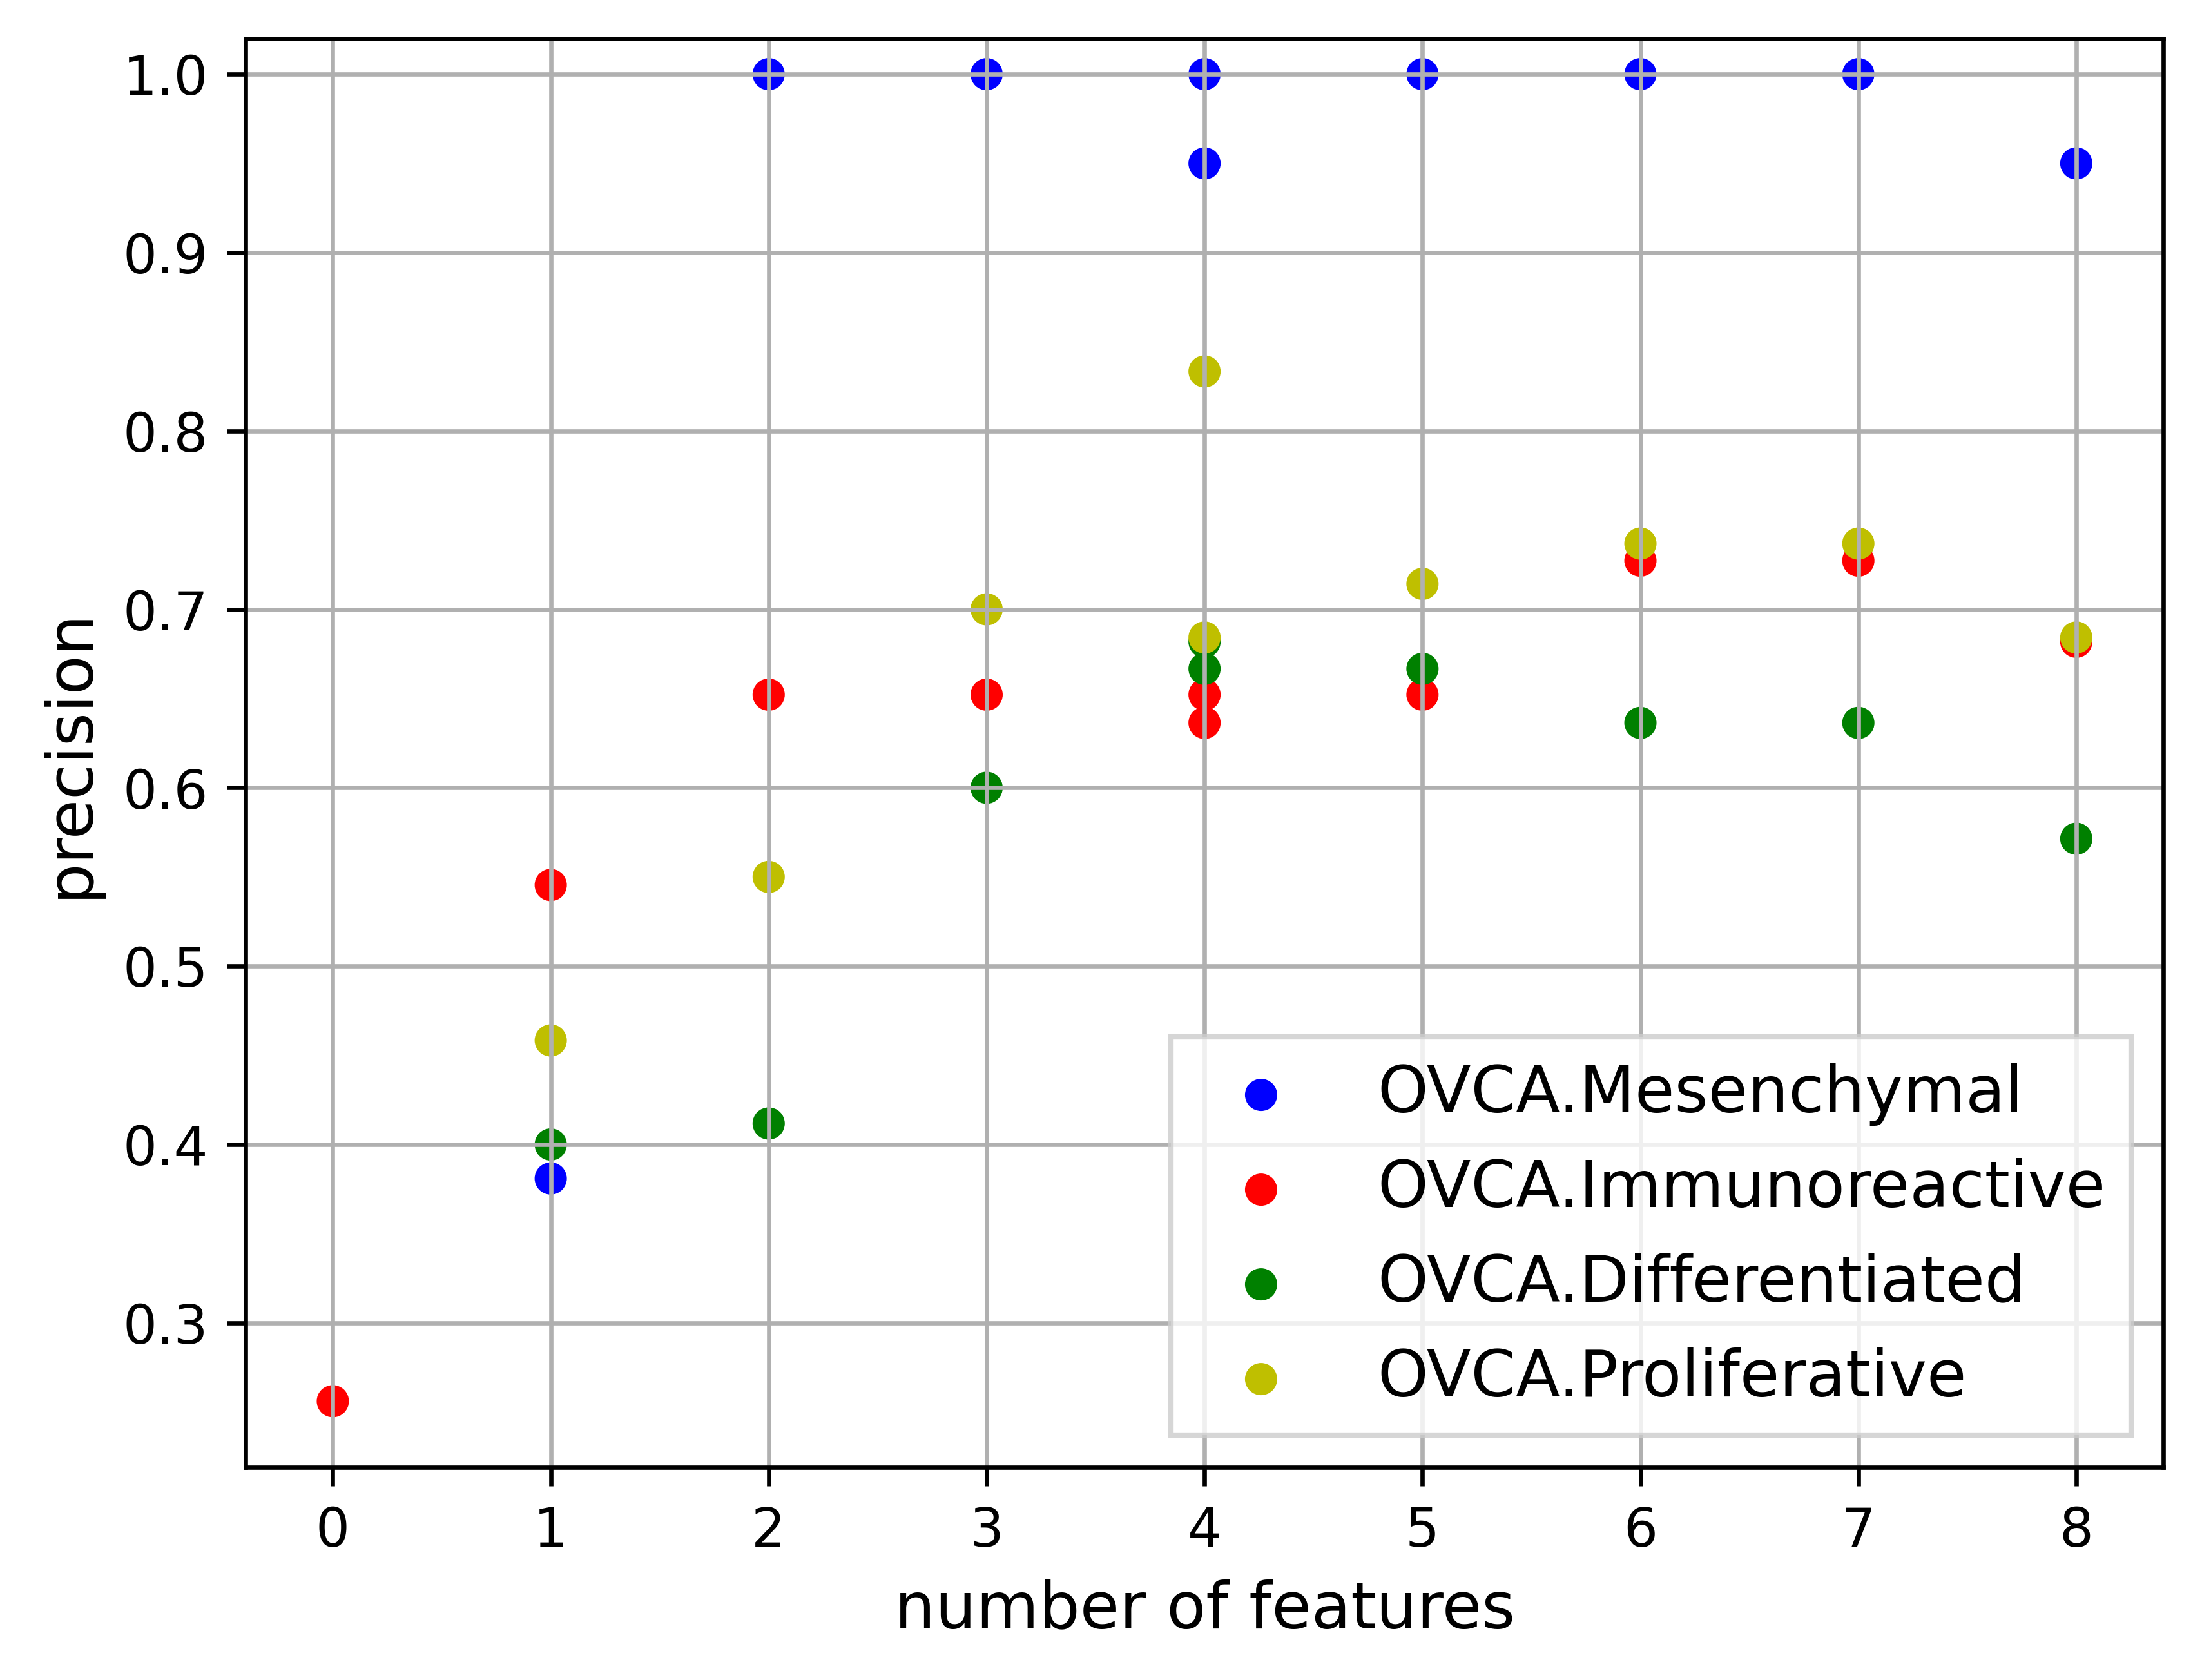 1.0
0.9
0.8
0.7
0.6
0.5
0.4
0.3
precision
OVCA.Mesenchymal
OVCA.Immunoreactive
OVCA.Differentiated
OVCA.Proliferative
0 1 2 3 4 5 6 7 8
number of features